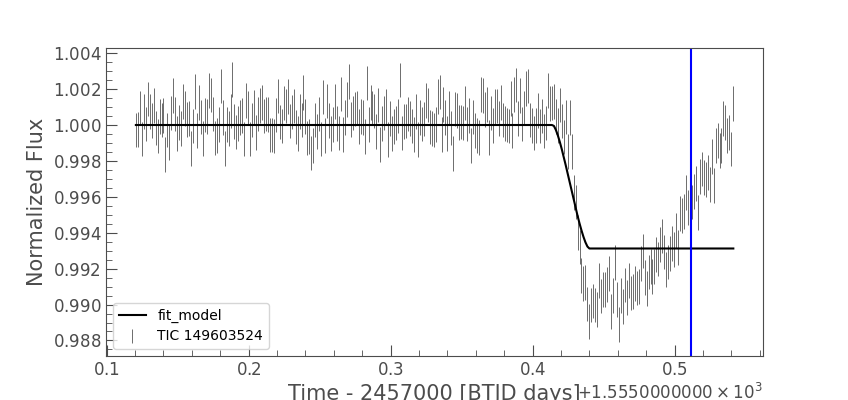 1.004
1.002
1.000
0.998
0.996
0.994
0.992
0.990
0.988
Normalized Flux
fit_model
TIC 149603524
0.1 0.2 0.3 0.4 0.5
Time - 2457000 [BTJD days]
+1.5550000000 × 10³